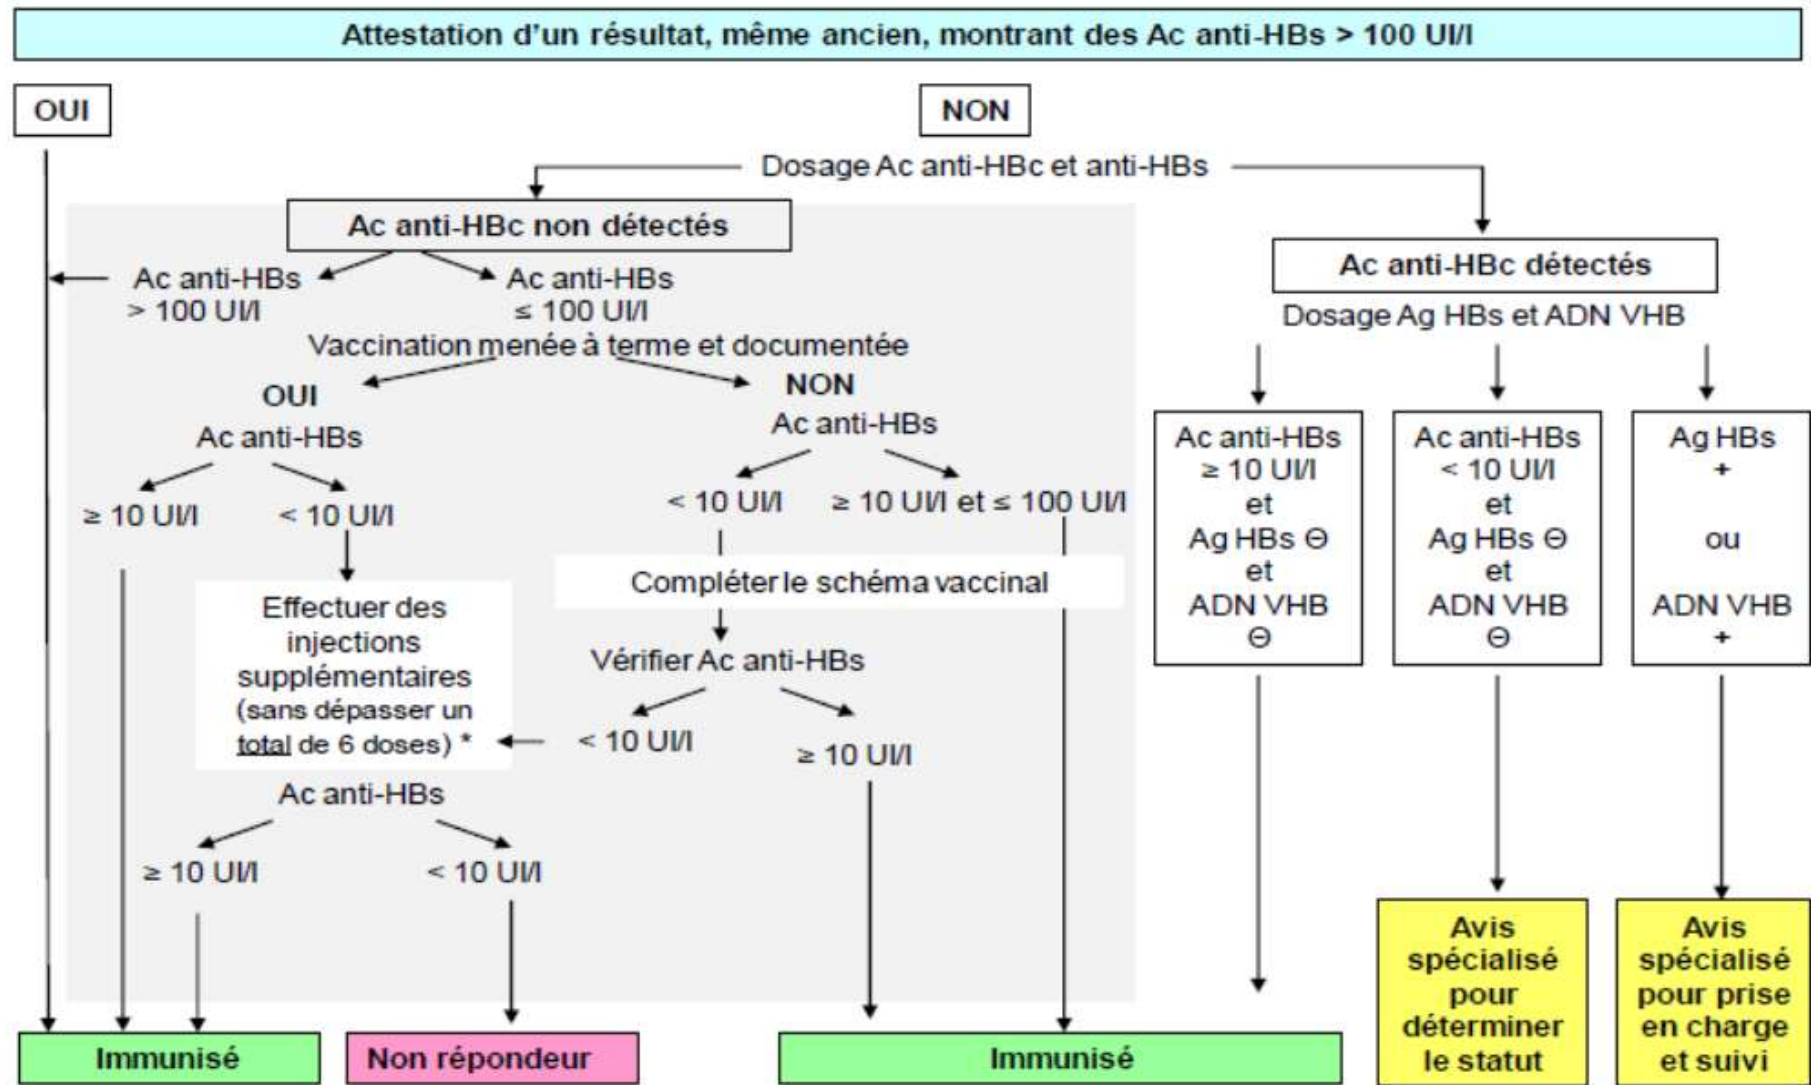 Attestation d'un résultat, même ancien, montrant des Ac anti-HBs > 100 UI/l
OUI
NON
Dosage Ac anti-HBc et anti-HBs
Ac anti-HBc non détectés
Ac anti-HBs
> 100 UI/l
Ac anti-HBs
≤ 100 UI/l
Vaccination menée à terme et documentée
OUI
Ac anti-HBs
≥ 10 UI/l
< 10 UI/l
NON
Ac anti-HBs
< 10 UI/l
≥ 10 UI/l et ≤ 100 UI/l
Effectuer des
injections
supplémentaires
(sans dépasser un
total de 6 doses) *
Compléter le schéma vaccinal
Vérifier Ac anti-HBs
< 10 UI/l
≥ 10 UI/l
Ac anti-HBs
≥ 10 UI/l
< 10 UI/l
Ac anti-HBc détectés
Dosage Ag HBs et ADN VHB
Ac anti-HBs
≥ 10 UI/l
et
Ag HBs Θ
et
ADN VHB
Θ
Ac anti-HBs
< 10 UI/l
et
Ag HBs Θ
et
ADN VHB
Θ
Ag HBs
+
ou
ADN VHB
+
Immunisé
Non répondeur
Immunisé
Avis
spécialisé
pour
déterminer
le statut
Avis
spécialisé
pour prise
en charge
et suivi